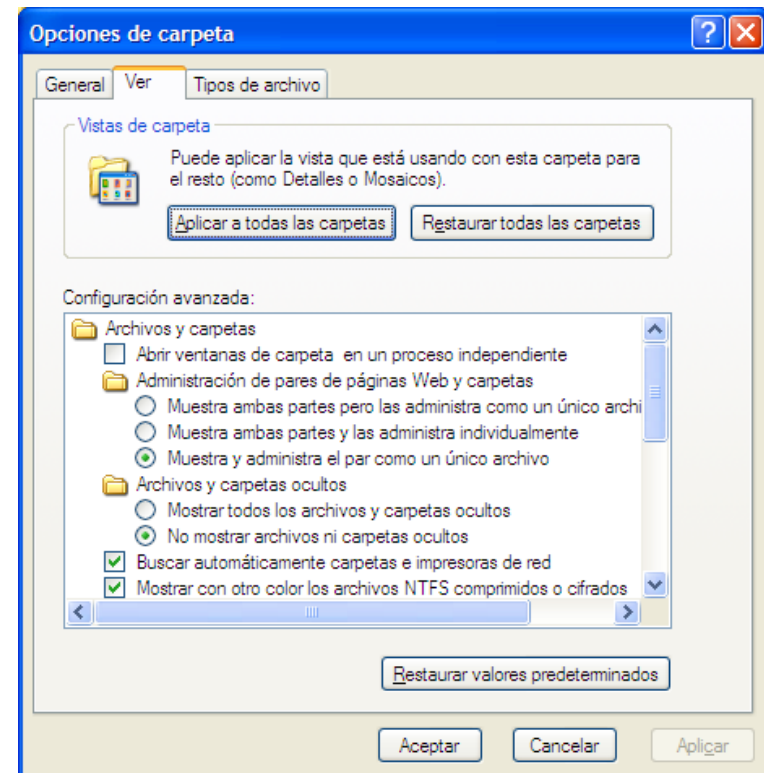 Opciones de carpeta
General Ver Tipos de archivo
Vistas de carpeta
Puede aplicar la vista que está usando con esta carpeta para
el resto (como Detalles o Mosaicos).
Aplicar a todas las carpetas Restaurar todas las carpetas
Configuración avanzada:
Archivos y carpetas
Abrir ventanas de carpeta en un proceso independiente
Administración de pares de páginas Web y carpetas
Muestra ambas partes pero las administra como un único archi
Muestra ambas partes y las administra individualmente
Muestra y administra el par como un único archivo
Archivos y carpetas ocultos
Mostrar todos los archivos y carpetas ocultos
No mostrar archivos ni carpetas ocultos
Buscar automáticamente carpetas e impresoras de red
Mostrar con otro color los archivos NTFS comprimidos o cifrados
Restaurar valores predeterminados
Aceptar Cancelar Aplicar